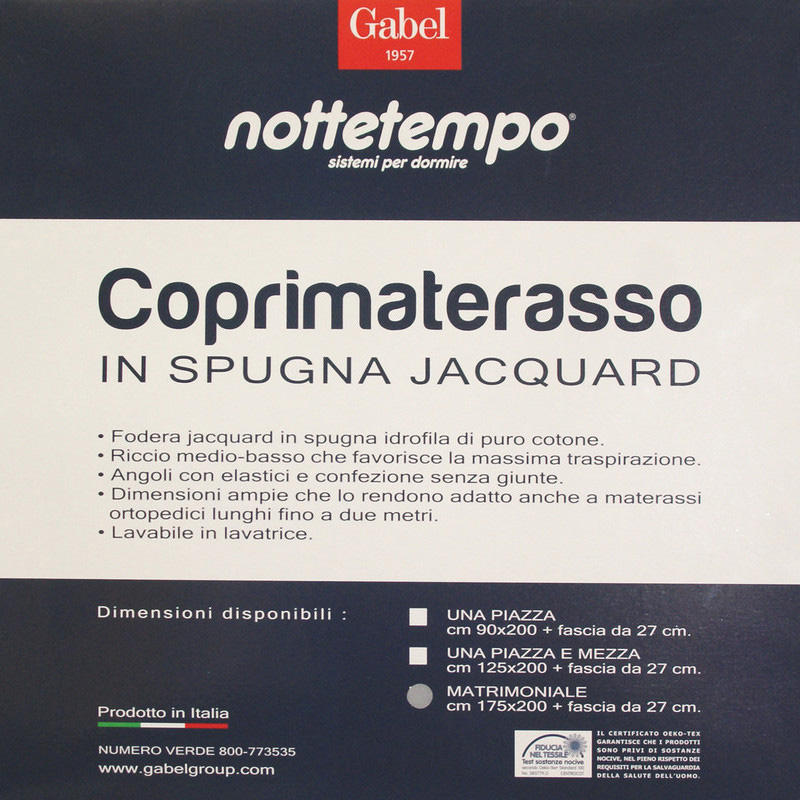 Gabel
1957
nottetempo®
sistemi per dormire
Coprimaterasso
IN SPUGNA JACQUARD
• Fodera jacquard in spugna idrofila di puro cotone.
• Riccio medio-basso che favorisce la massima traspirazione.
• Angoli con elastici e confezione senza giunte.
• Dimensioni ampie che lo rendono adatto anche a materassi
ortopedici lunghi fino a due metri.
• Lavabile in lavatrice.
Dimensioni disponibili :
UNA PIAZZA
cm 90x200 + fascia da 27 cm.
UNA PIAZZA E MEZZA
cm 125x200 + fascia da 27 cm.
MATRIMONIALE
cm 175x200 + fascia da 27 cm.
Prodotto in Italia
NUMERO VERDE 800-773535
www.gabelgroup.com
FIDUCIA
NEL TESSILE
Test sostanze nocive
secondo Oeko-Tex Standard 100
CENTROCOT
IL CERTIFICATO OEKO-TEX
GARANTISCE CHE I PRODOTTI
SONO PRIVI DI SOSTANZE
NOCIVE, NEL PIENO RISPETTO DEI
REQUISITI PER LA SALVAGUARDIA
DELLA SALUTE DELL'UOMO.